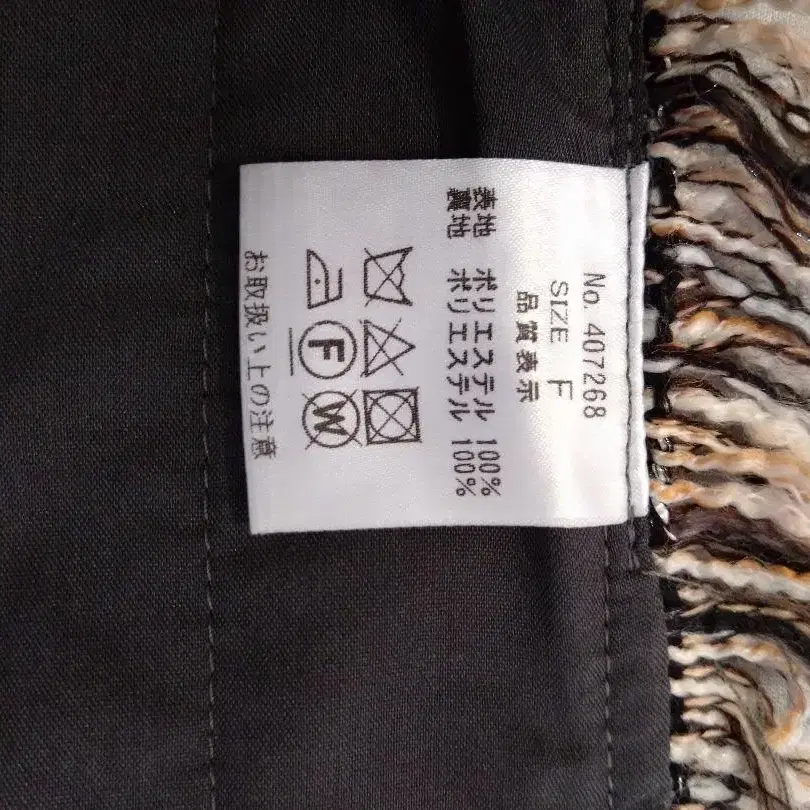 No. 407268
SIZE F
品質表示
表地 ポリエステル 100%
裏地 ポリエステル 100%
F
W
お取扱い上の注意